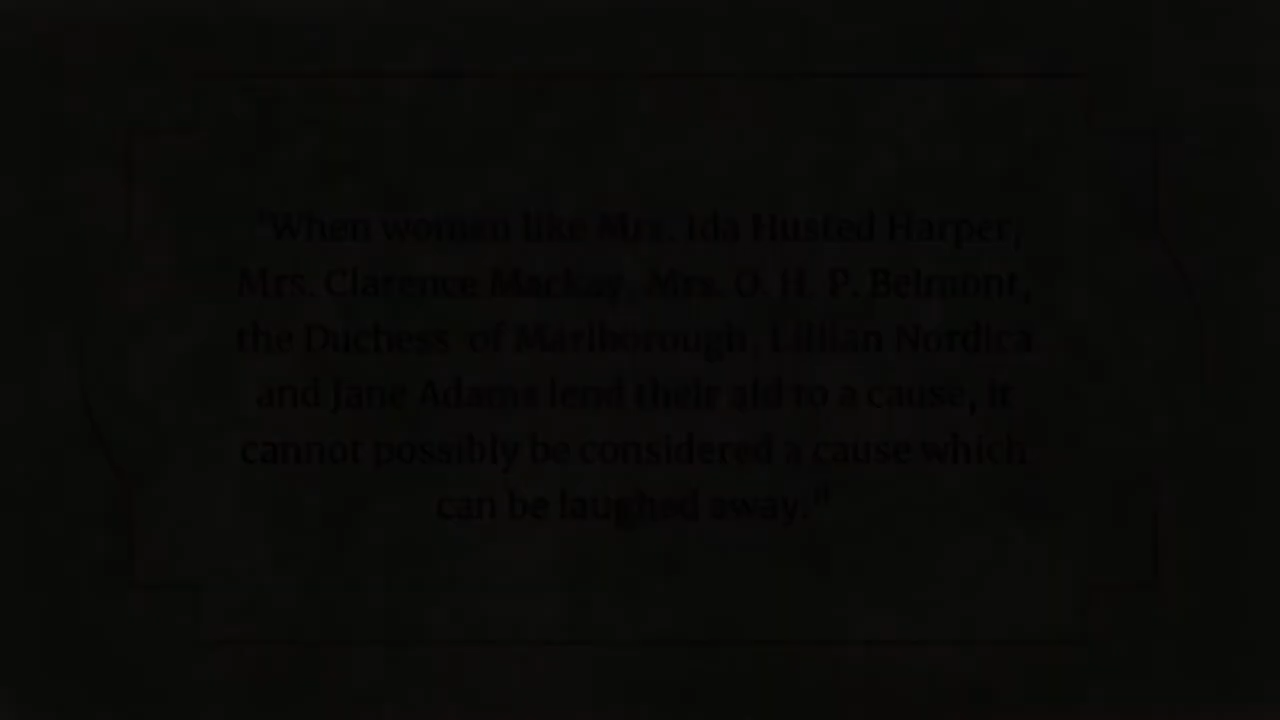 "When women like Mrs. Ida Husted Harper,
Mrs. Clarence Mackay, Mrs. O. H. P. Belmont,
the Duchess of Marlborough, Lillian Nordica
and Jane Adams lend their aid to a cause, it
cannot possibly be considered a cause which
can be laughed away."